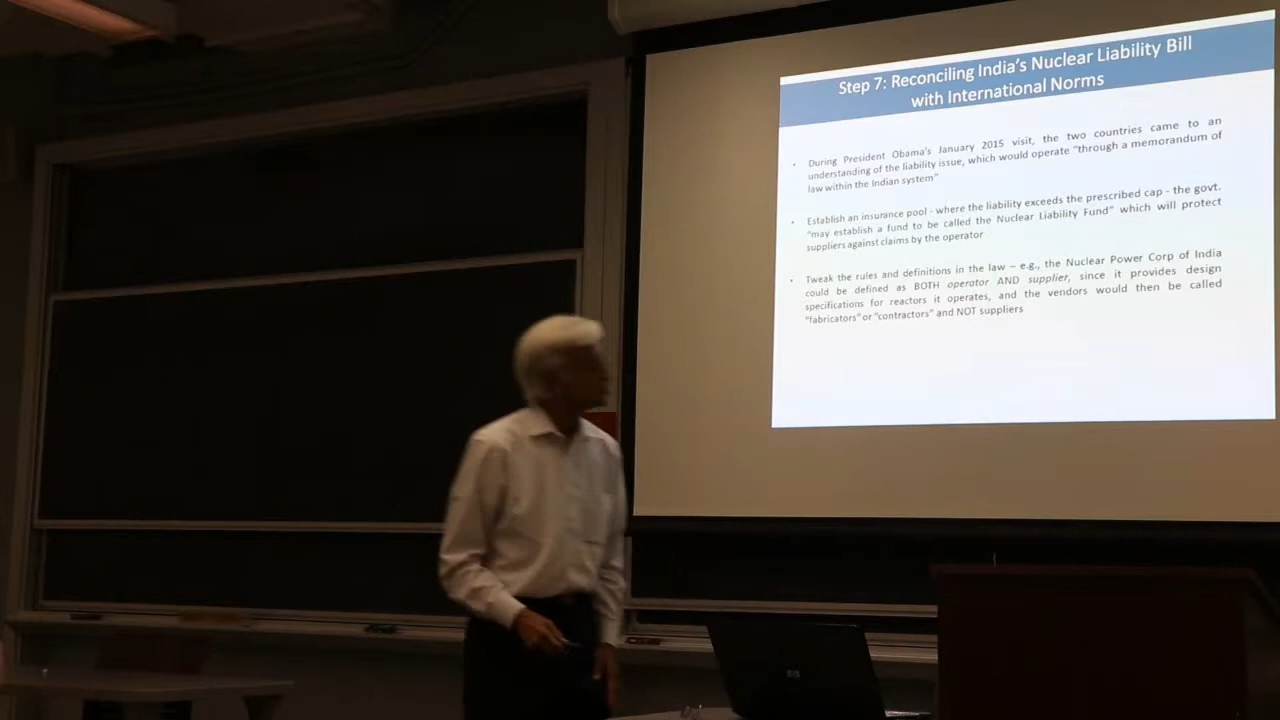 Step 7: Reconciling India's Nuclear Liability Bill
with International Norms
• During President Obama's January 2015 visit, the two countries came to an
understanding of the liability issue, which would operate "through a memorandum of
law within the Indian system"
• Establish an insurance pool - where the liability exceeds the prescribed cap - the govt.
"may establish a fund to be called the Nuclear Liability Fund" which will protect
suppliers against claims by the operator
• Tweak the rules and definitions in the law – e.g., the Nuclear Power Corp of India
could be defined as BOTH operator AND supplier, since it provides design
specifications for reactors it operates, and the vendors would then be called
"fabricators" or "contractors" and NOT suppliers
hp